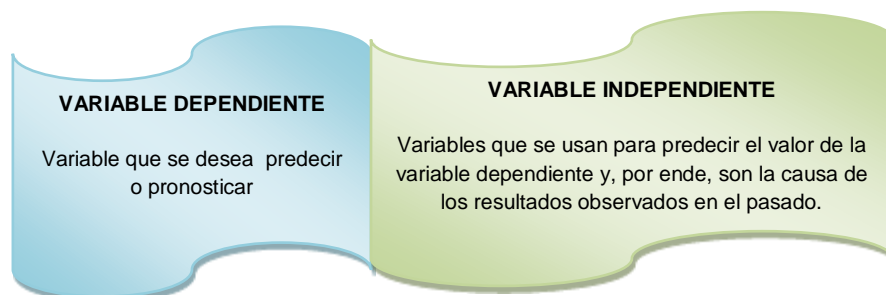 VARIABLE DEPENDIENTE
Variable que se desea predecir
o pronosticar
VARIABLE INDEPENDIENTE
Variables que se usan para predecir el valor de la
variable dependiente y, por ende, son la causa de
los resultados observados en el pasado.